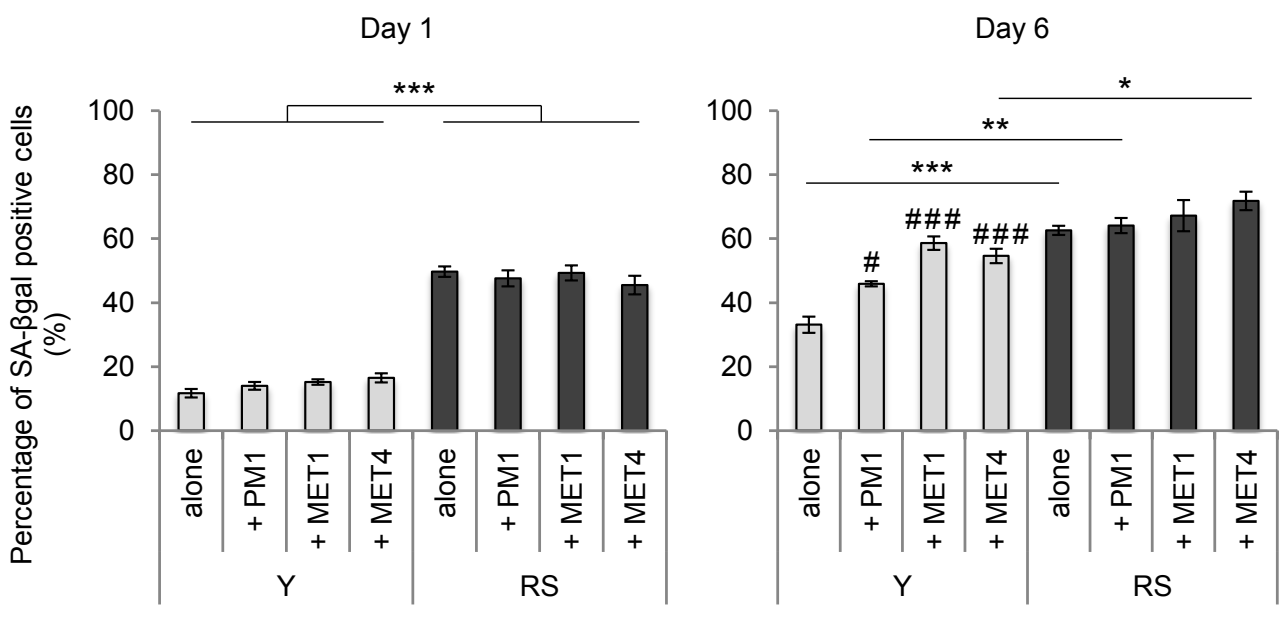 Day 1
Day 6
Percentage of SA-βgal positive cells
(%)
100
80
60
40
20
0
***
alone
+ PM1
+ MET1
+ MET4
alone
+ PM1
+ MET1
+ MET4
Y
RS
100
80
60
40
20
0
*
**
***
#
###
###
alone
+ PM1
+ MET1
+ MET4
alone
+ PM1
+ MET1
+ MET4
Y
RS